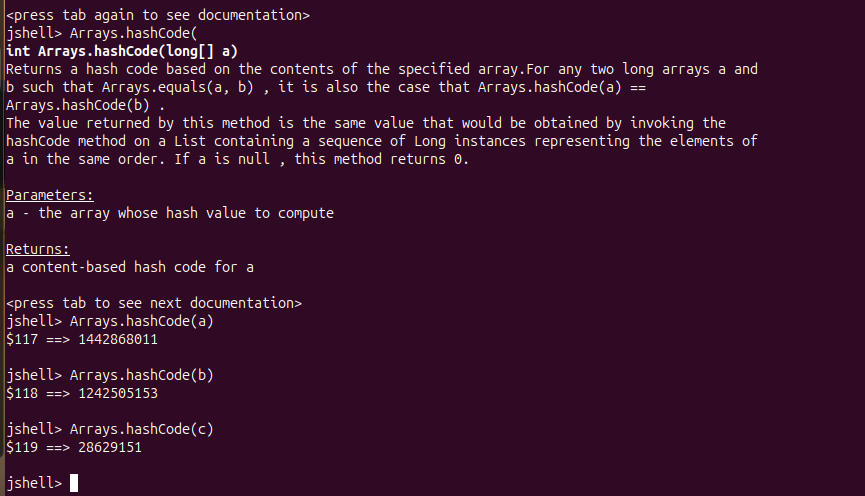 <press tab again to see documentation>
jshell> Arrays.hashCode(
int Arrays.hashCode(long[] a)
Returns a hash code based on the contents of the specified array.For any two long arrays a and
b such that Arrays.equals(a, b) , it is also the case that Arrays.hashCode(a) ==
Arrays.hashCode(b) .
The value returned by this method is the same value that would be obtained by invoking the
hashCode method on a List containing a sequence of Long instances representing the elements of
a in the same order. If a is null , this method returns 0.
Parameters:
a - the array whose hash value to compute
Returns:
a content-based hash code for a
<press tab to see next documentation>
jshell> Arrays.hashCode(a)
$117 ==> 1442868011
jshell> Arrays.hashCode(b)
$118 ==> 1242505153
jshell> Arrays.hashCode(c)
$119 ==> 28629151
jshell>